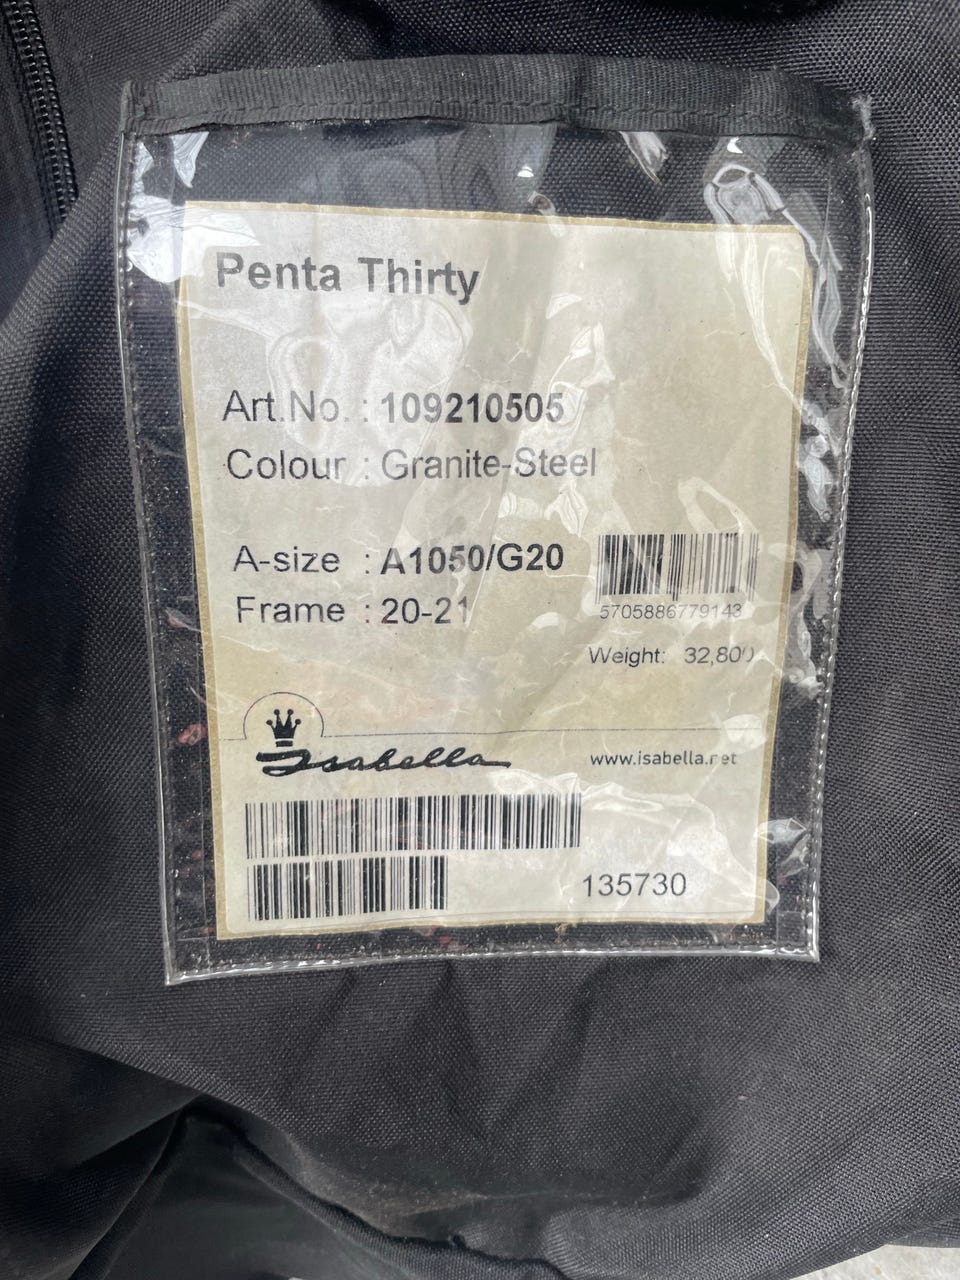 Penta Thirty
Art.No. : 109210505
Colour : Granite-Steel
A-size : A1050/G20
Frame : 20-21
5705886779143
Weight: 32,800
Isabella
www.isabella.net
135730